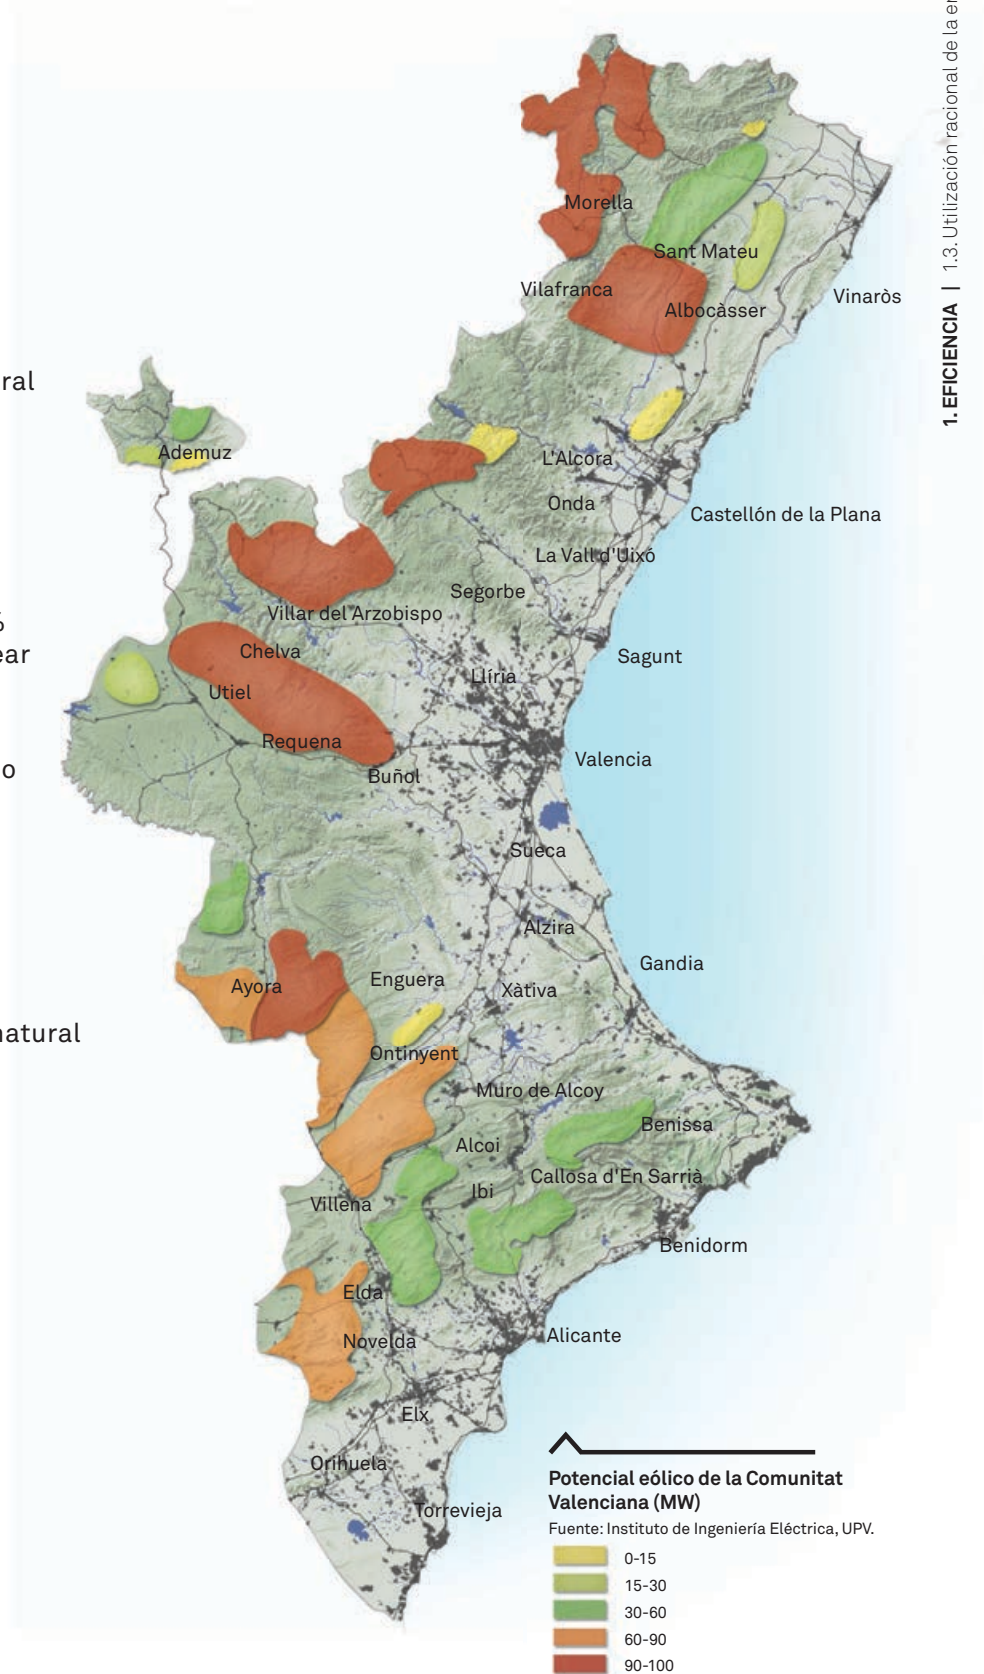 1. EFICIENCIA | 1.3. Utilización racional de la en
ral
%
ear
o
natural
Morella
Sant Mateu
Vilafranca
Albocàsser
Vinaròs
Ademuz
L'Alcora
Onda
Castellón de la Plana
La Vall d'Uixó
Segorbe
Villar del Arzobispo
Chelva
Sagunt
Llíria
Utiel
Requena
Valencia
Buñol
Sueca
Alzira
Gandia
Enguera
Ayora
Xàtiva
Ontinyent
Muro de Alcoy
Benissa
Alcoi
Callosa d'En Sarrià
Ibi
Villena
Benidorm
Elda
Alicante
Novelda
Elx
Orihuela
Torrevieja
Potencial eólico de la Comunitat
Valenciana (MW)
Fuente: Instituto de Ingeniería Eléctrica, UPV.
0-15
15-30
30-60
60-90
90-100